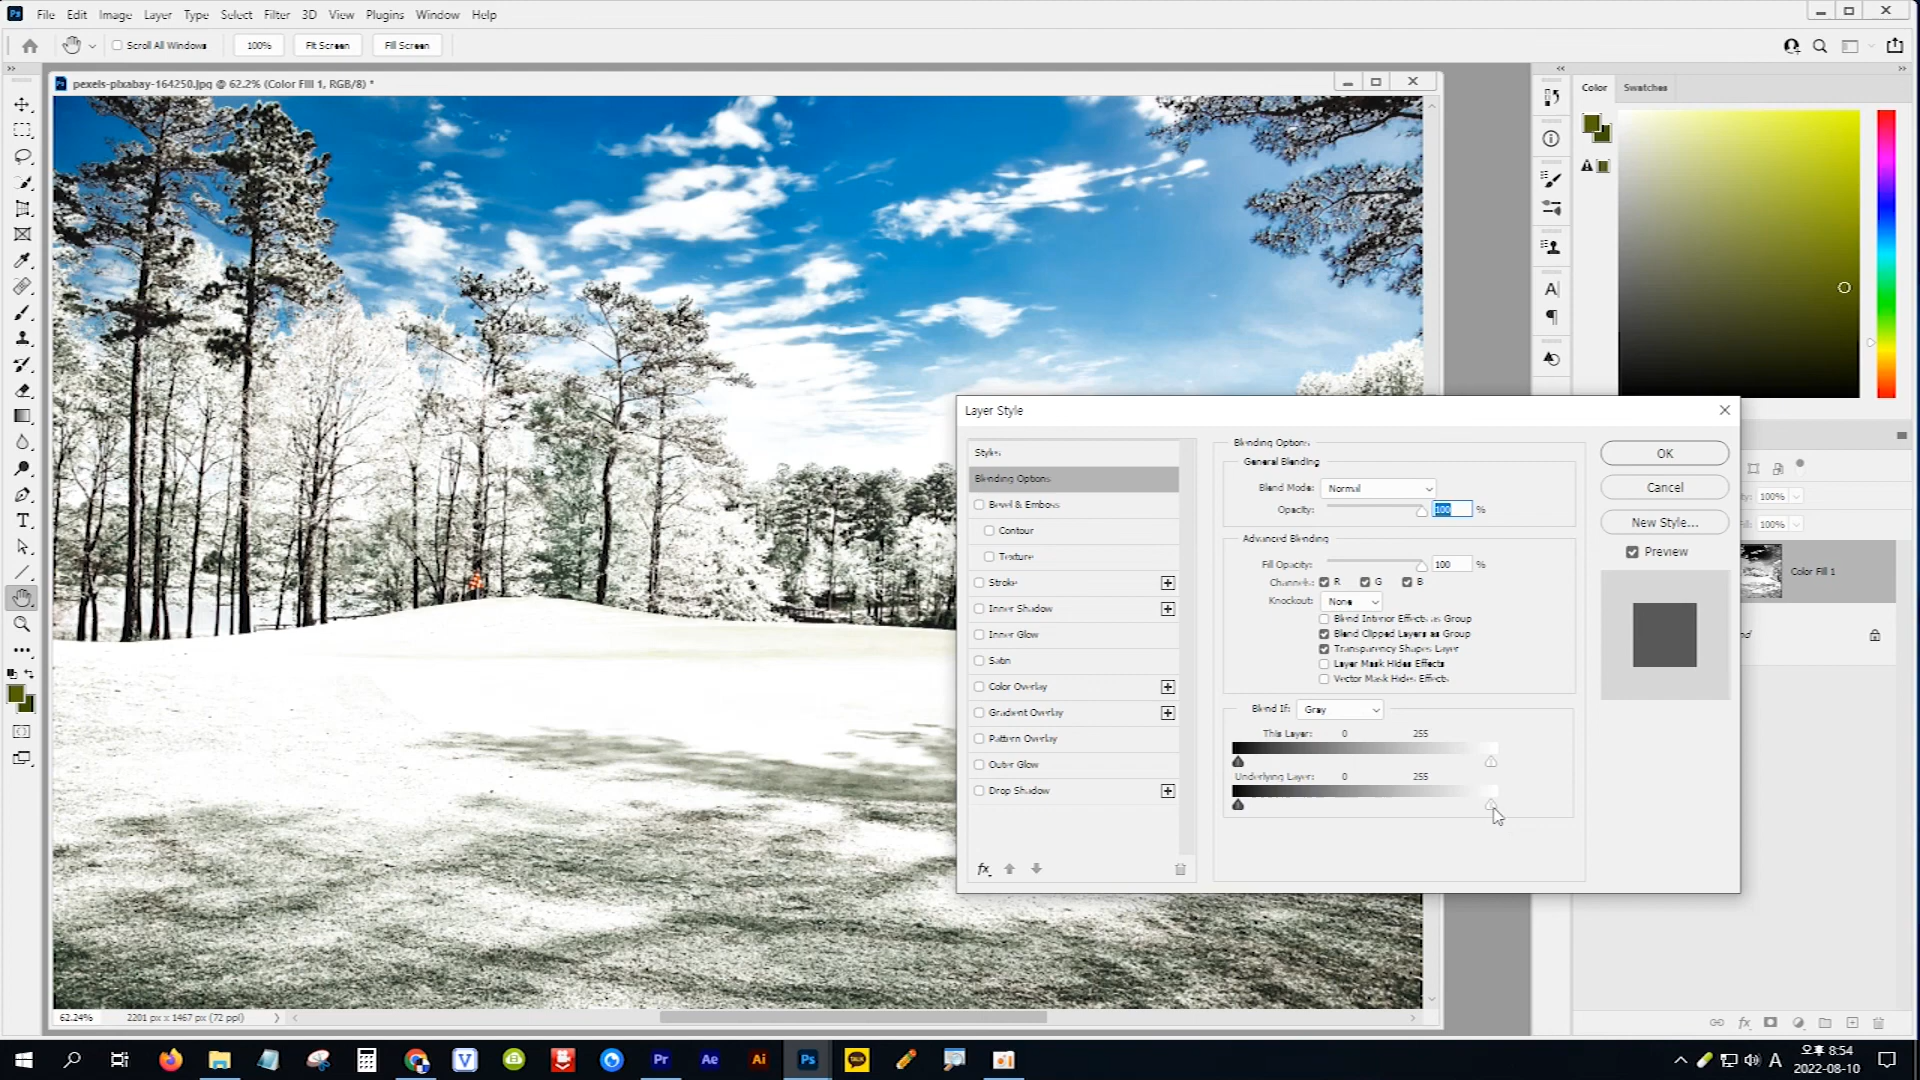 Ps File Edit Image Layer Type Select Filter 3D View Plugins Window Help
Scroll All Windows 100% Fit Screen Fill Screen
pexels-pixabay-164250.jpg @ 62.2% (Color Fill 1, RGB/8) *
Color Swatches
Layer Style
Styles
Blending Options
Bevel & Emboss
Contour
Texture
Stroke
Inner Shadow
Inner Glow
Satin
Color Overlay
Gradient Overlay
Pattern Overlay
Outer Glow
Drop Shadow
fx
Blending Options
General Blending
Blend Mode: Normal
Opacity: 100 %
Advanced Blending
Fill Opacity: 100 %
Channels: R G B
Knockout: None
Blend Interior Effects as Group
Blend Clipped Layers as Group
Transparency Shapes Layer
Layer Mask Hides Effects
Vector Mask Hides Effects
Blend If: Gray
This Layer: 0 255
Underlying Layer: 0 255
OK
Cancel
New Style...
Preview
100%
100%
Color Fill 1
62.24% 2201 px x 1467 px (72 ppi)
fx
V Pr Ae Ai Ps TALK A
오후 8:54
2022-08-10